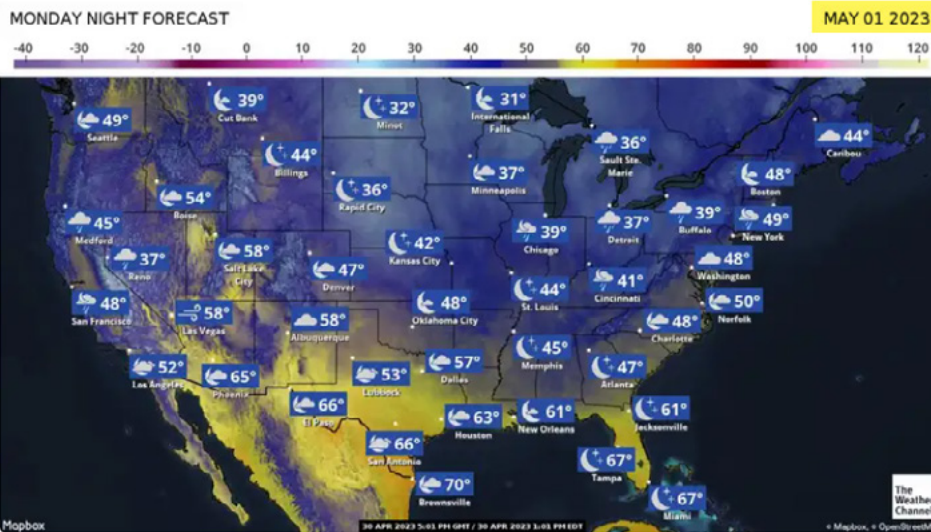 MONDAY NIGHT FORECAST
MAY 01 2023
-40 -30 -20 -10 0 10 20 30 40 50 60 70 80 90 100 110 120
49°
Seattle
39°
Cut Bank
32°
Minot
31°
International
Falls
36°
Sault Ste.
Marie
44°
Caribou
44°
Billings
54°
Boise
36°
Rapid City
37°
Minneapolis
48°
Boston
45°
Medford
37°
Reno
58°
Salt Lake
City
47°
Denver
42°
Kansas City
39°
Chicago
37°
Detroit
39°
Buffalo
49°
New York
48°
Washington
48°
San Francisco
58°
Las Vegas
58°
Albuquerque
48°
Oklahoma City
44°
St. Louis
41°
Cincinnati
50°
Norfolk
48°
Charlotte
52°
Los Angeles
65°
Phoenix
53°
Lubbock
57°
Dallas
45°
Memphis
47°
Atlanta
66°
El Paso
63°
Houston
61°
New Orleans
61°
Jacksonville
66°
San Antonio
70°
Brownsville
67°
Tampa
67°
Miami
The
Weathe
Channel
Mapbox
30 APR 2023 5:01 PM GMT / 30 APR 2023 1:01 PM EDT
© Mapbox, © OpenStreetM